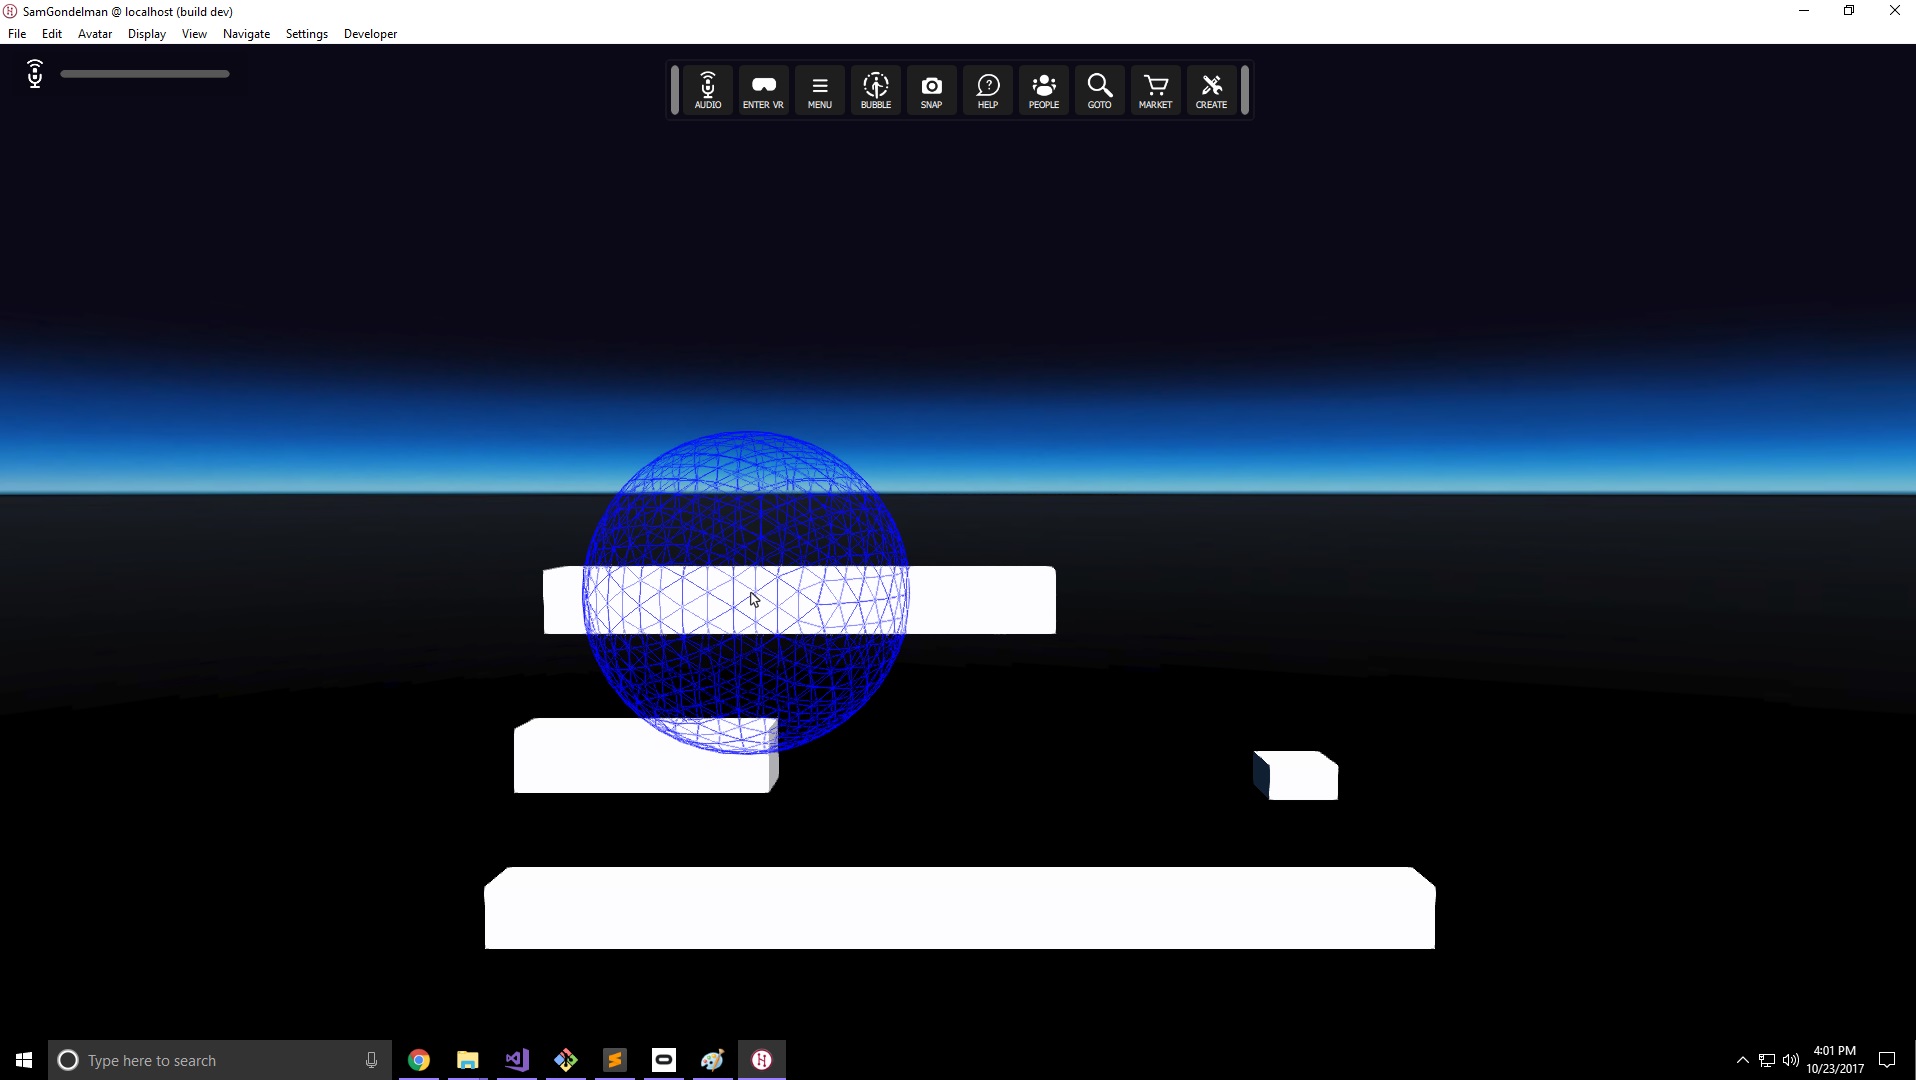 SamGondelman @ localhost (build dev)
File Edit Avatar Display View Navigate Settings Developer
AUDIO ENTER VR MENU BUBBLE SNAP HELP PEOPLE GOTO MARKET CREATE
Type here to search
4:01 PM
10/23/2017